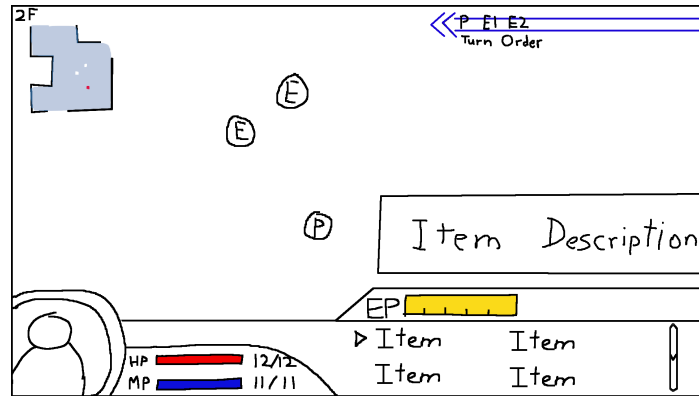 2F
P E1 E2
Turn Order
E
E
P
Item Description
EP
Item Item
Item Item
HP 12/12
MP 11/11